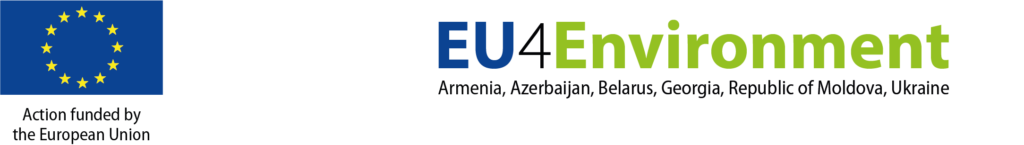 EU4Environment
Armenia, Azerbaijan, Belarus, Georgia, Republic of Moldova, Ukraine
Action funded by
the European Union